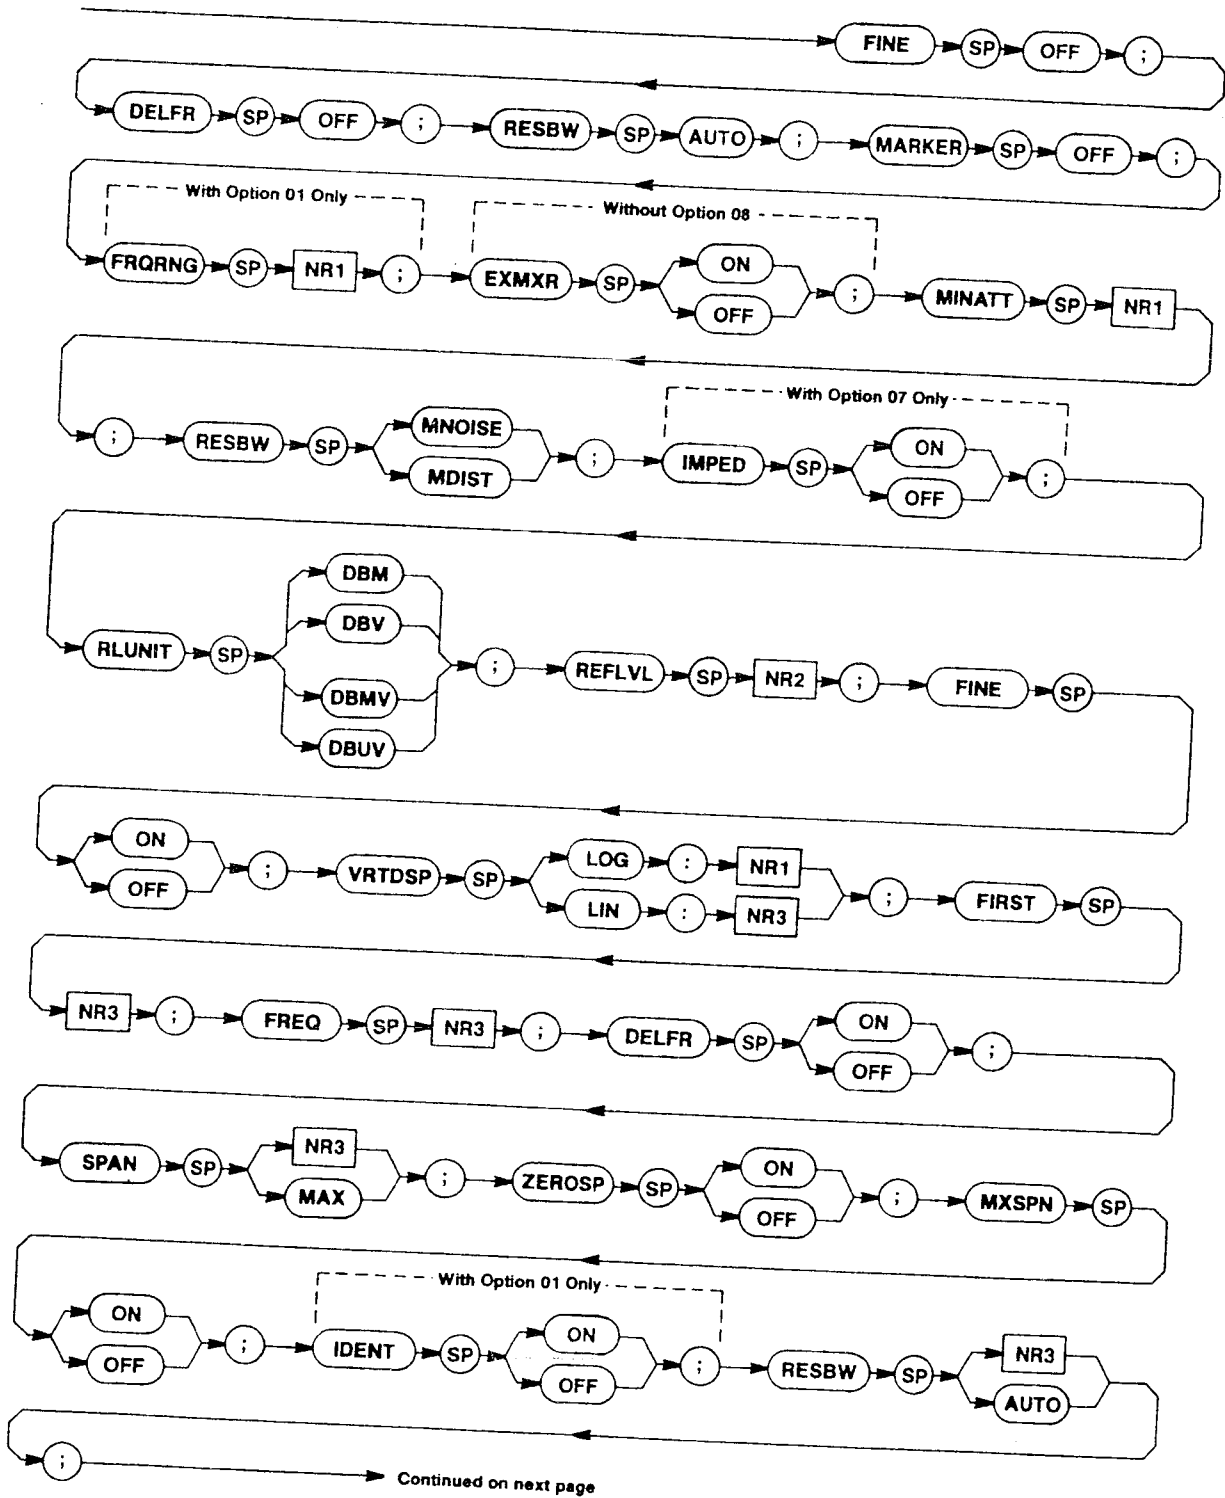 FINE SP OFF ;
DELFR SP OFF ; RESBW SP AUTO ; MARKER SP OFF ;
With Option 01 Only
Without Option 08
FRQRNG SP NR1 ; EXMXR SP ON OFF ; MINATT SP NR1
With Option 07 Only
; RESBW SP MNOISE MDIST ; IMPED SP ON OFF ;
RLUNIT SP DBM DBV DBMV DBUV ; REFLVL SP NR2 ; FINE SP
ON OFF ; VRTDSP SP LOG : NR1 LIN : NR3 ; FIRST SP
NR3 ; FREQ SP NR3 ; DELFR SP ON OFF ;
SPAN SP NR3 MAX ; ZEROSP SP ON OFF ; MXSPN SP
With Option 01 Only
ON OFF ; IDENT SP ON OFF ; RESBW SP NR3 AUTO
; Continued on next page